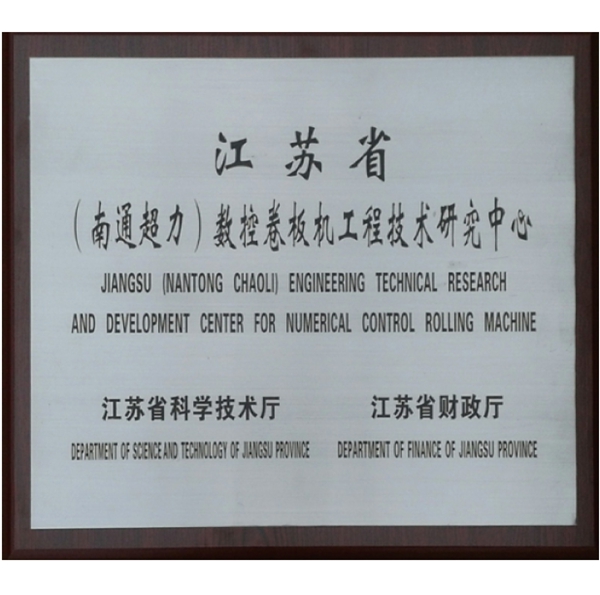 江苏省
（南通超力）数控卷板机工程技术研究中心
JIANGSU (NANTONG CHAOLI) ENGINEERING TECHNICAL RESEARCH
AND DEVELOPMENT CENTER FOR NUMERICAL CONTROL ROLLING MACHINE
江苏省科学技术厅 江苏省财政厅
DEPARTMENT OF SCIENCE AND TECHNOLOGY OF JIANGSU PROVINCE DEPARTMENT OF FINANCE OF JIANGSU PROVINCE